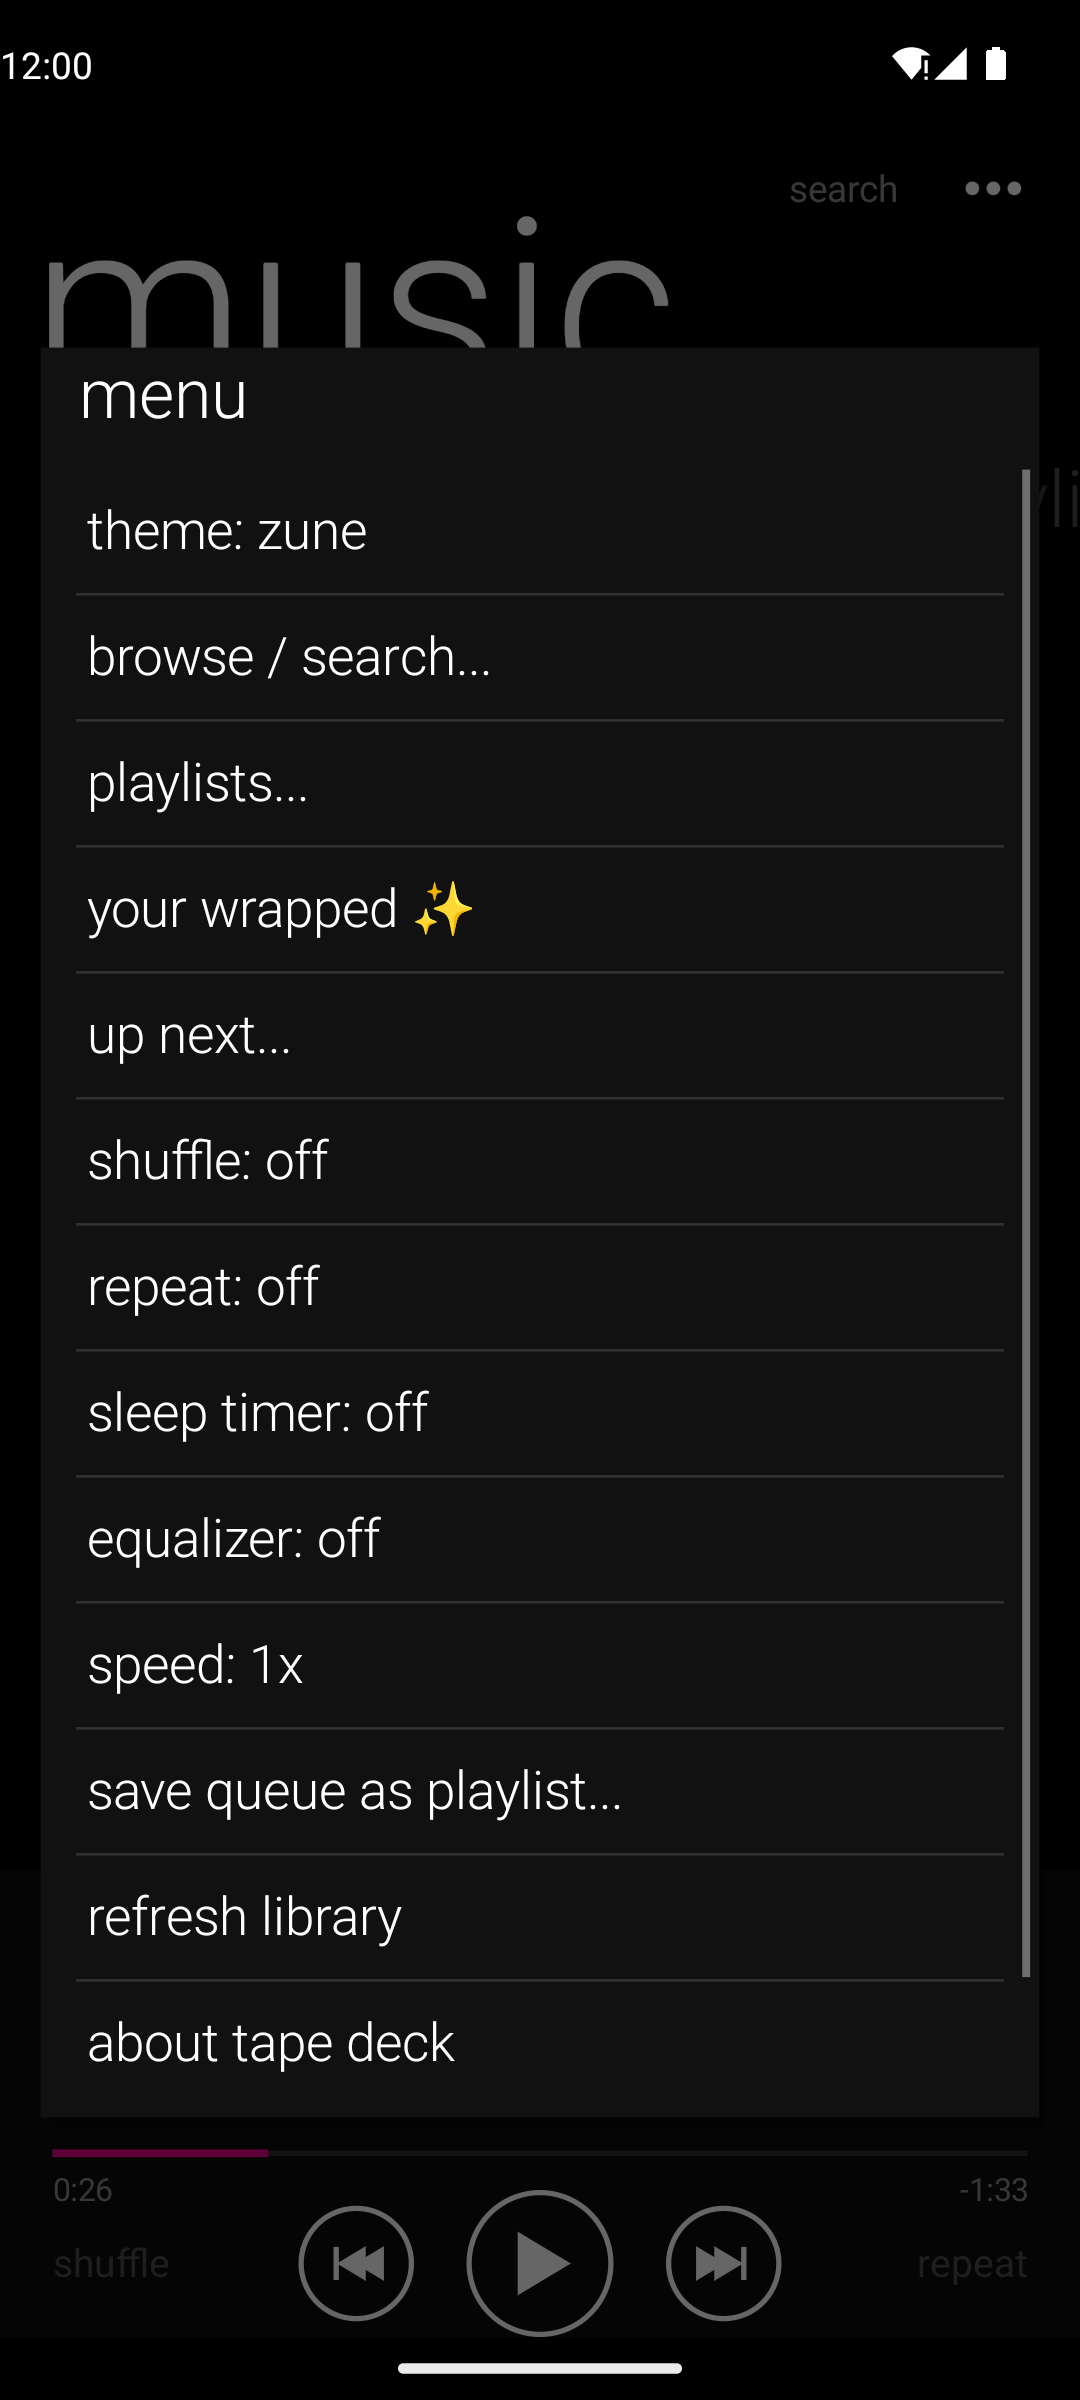 12:00
search
music
menu
theme: zune
browse / search...
playlists...
your wrapped ✨
up next...
shuffle: off
repeat: off
sleep timer: off
equalizer: off
speed: 1x
save queue as playlist...
refresh library
about tape deck
0:26
-1:33
shuffle
repeat